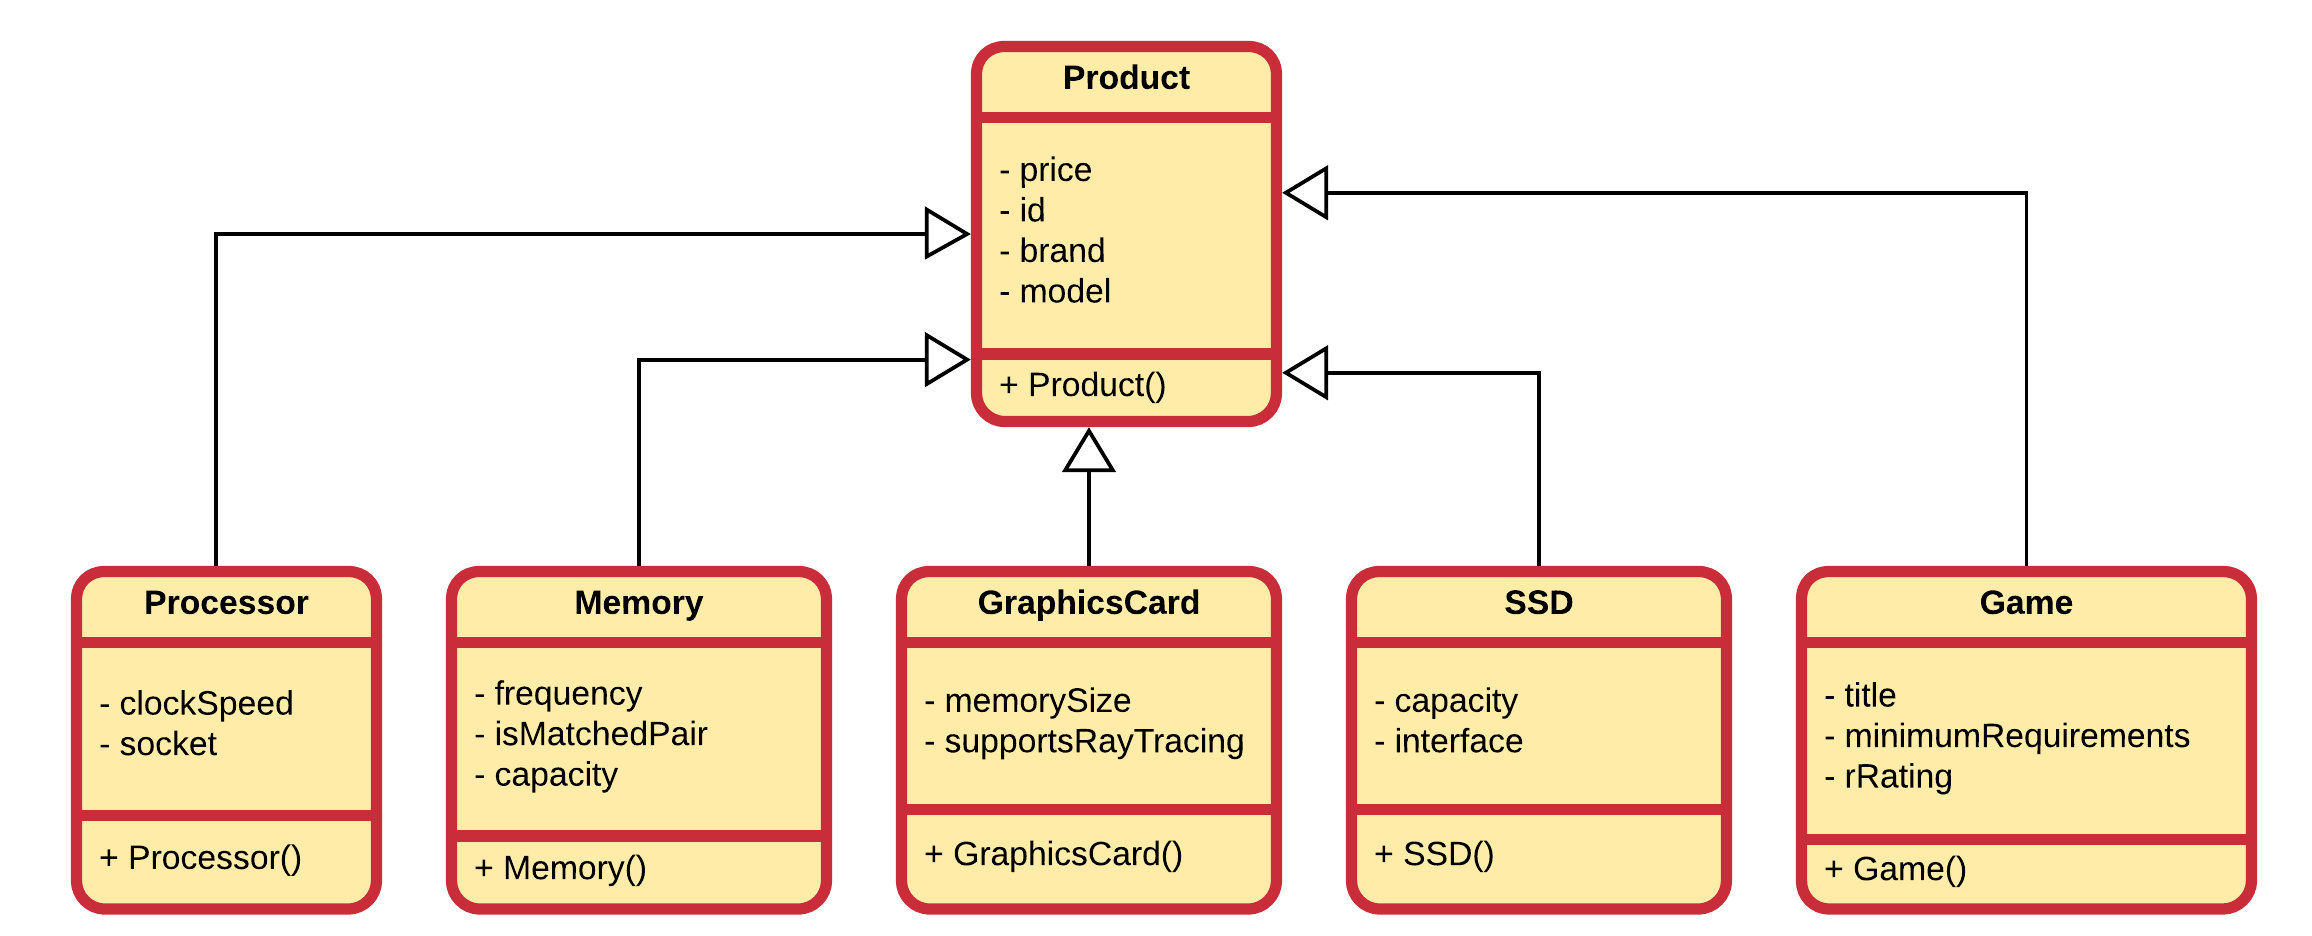 Product
- price
- id
- brand
- model
+ Product()
Processor
- clockSpeed
- socket
+ Processor()
Memory
- frequency
- isMatchedPair
- capacity
+ Memory()
GraphicsCard
- memorySize
- supportsRayTracing
+ GraphicsCard()
SSD
- capacity
- interface
+ SSD()
Game
- title
- minimumRequirements
- rRating
+ Game()